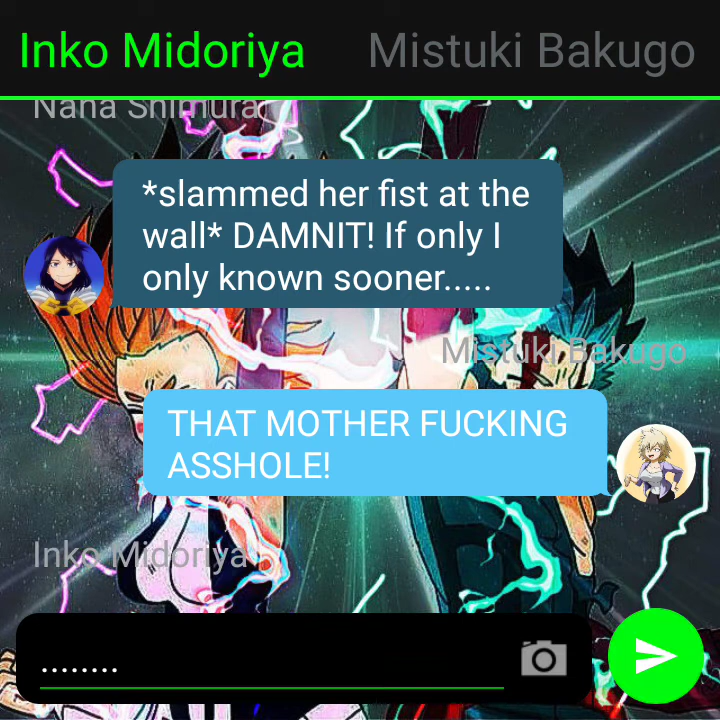 Inko Midoriya Mistuki Bakugo
Nana Shimura
*slammed her fist at the
wall* DAMNIT! If only I
only known sooner.....
Mistuki Bakugo
THAT MOTHER FUCKING
ASSHOLE!
Inko Midoriya
........